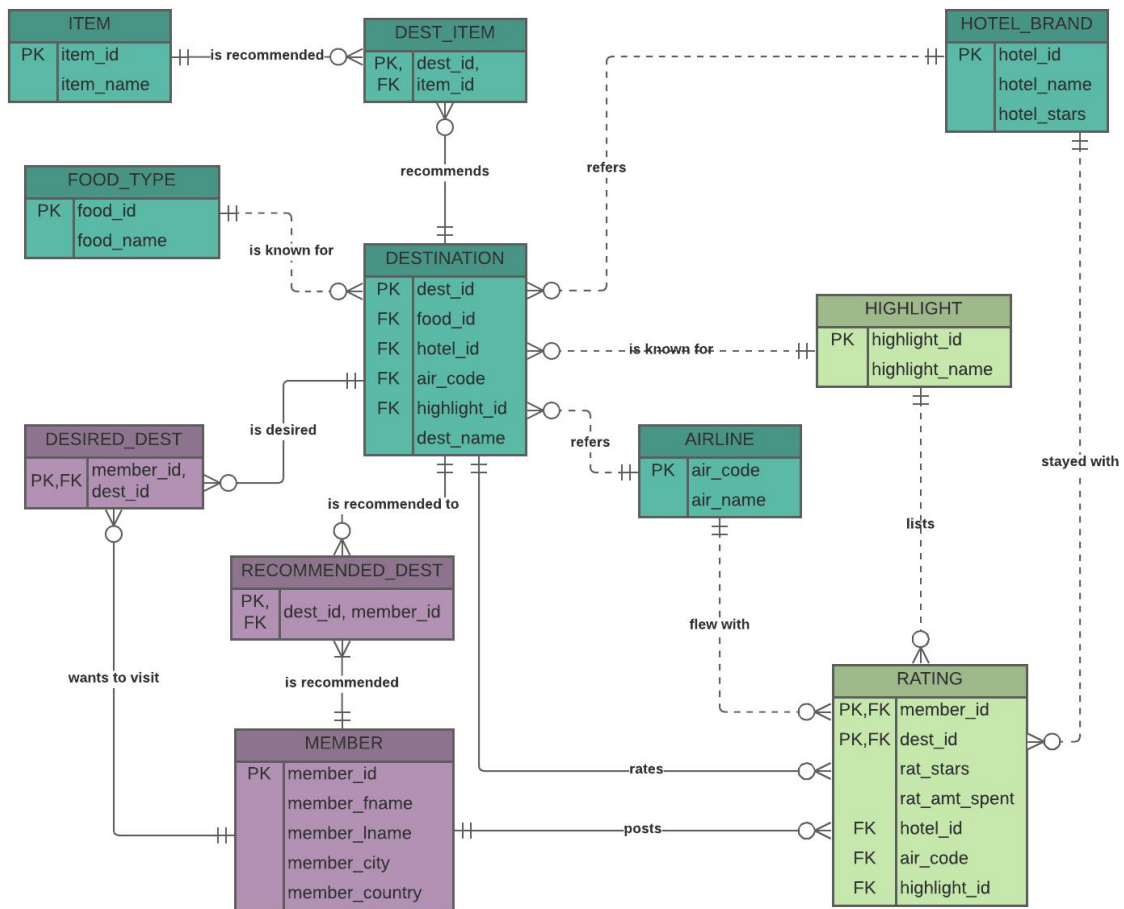 ITEM
PK item_id
item_name
is recommended
DEST_ITEM
PK, dest_id,
FK item_id
HOTEL_BRAND
PK hotel_id
hotel_name
hotel_stars
recommends
refers
FOOD_TYPE
PK food_id
food_name
is known for
DESTINATION
PK dest_id
FK food_id
FK hotel_id
FK air_code
FK highlight_id
dest_name
is known for
HIGHLIGHT
PK highlight_id
highlight_name
refers
AIRLINE
PK air_code
air_name
stayed with
is desired
DESIRED_DEST
PK,FK member_id,
dest_id
is recommended to
lists
RECOMMENDED_DEST
PK,
FK
dest_id, member_id
flew with
wants to visit
is recommended
RATING
PK,FK member_id
PK,FK dest_id
rat_stars
rat_amt_spent
FK hotel_id
FK air_code
FK highlight_id
rates
posts
MEMBER
PK member_id
member_fname
member_lname
member_city
member_country